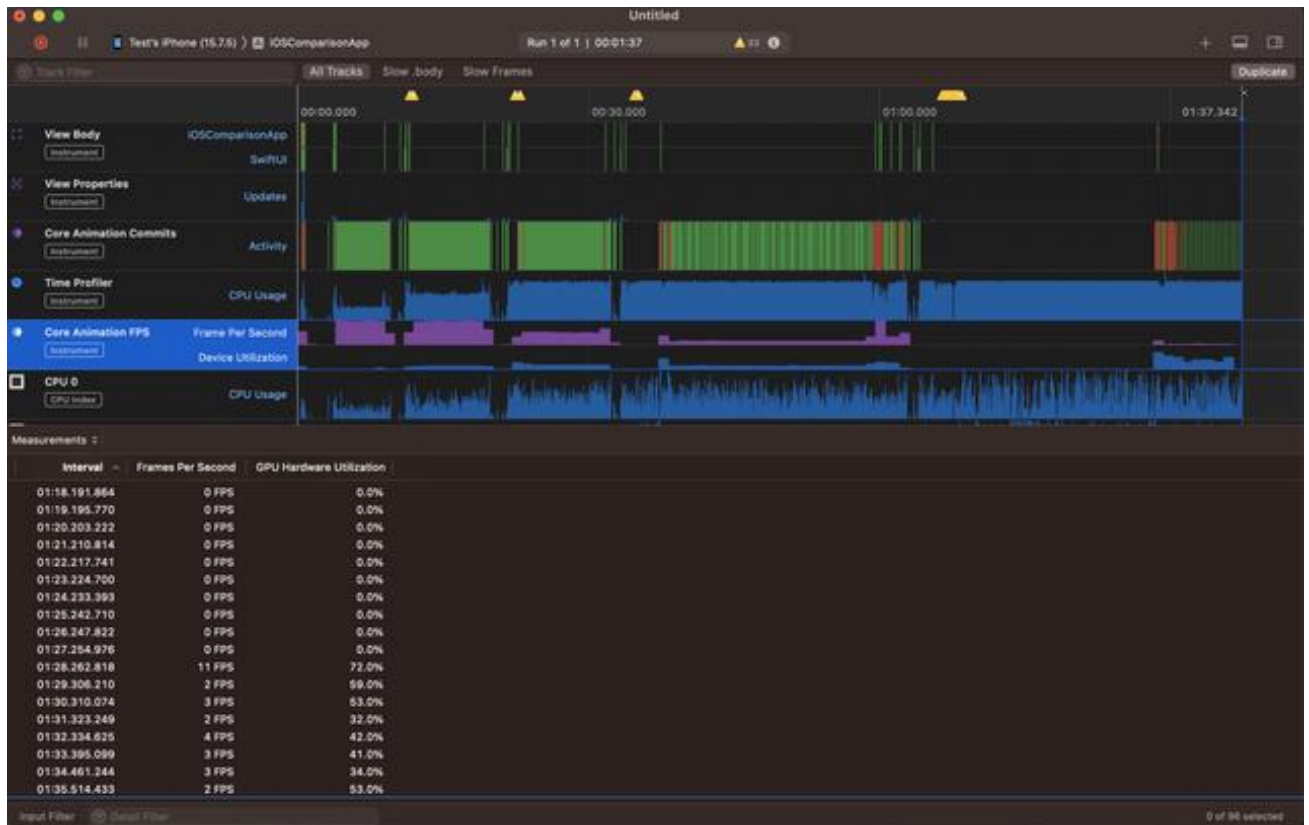 Untitled
Test's iPhone (15.7.5) 〉 iOSComparisonApp
Run 1 of 1 | 00:01:37
33
Track Filter
All Tracks Slow .body Slow Frames
Duplicate
00:00.000 00:30.000 01:00.000 01:37.342
View Body iOSComparisonApp
Instrument
SwiftUI
View Properties
Instrument
Updates
Core Animation Commits
Instrument
Activity
Time Profiler
Instrument
CPU Usage
Core Animation FPS Frame Per Second
Instrument
Device Utilization
CPU 0
CPU Index
CPU Usage
Measurements
Interval Frames Per Second GPU Hardware Utilization
01:18.191.864 0 FPS 0.0%
01:19.195.770 0 FPS 0.0%
01:20.203.222 0 FPS 0.0%
01:21.210.814 0 FPS 0.0%
01:22.217.741 0 FPS 0.0%
01:23.224.700 0 FPS 0.0%
01:24.233.393 0 FPS 0.0%
01:25.242.710 0 FPS 0.0%
01:26.247.822 0 FPS 0.0%
01:27.254.976 0 FPS 0.0%
01:28.262.818 11 FPS 72.0%
01:29.306.210 2 FPS 59.0%
01:30.310.074 3 FPS 53.0%
01:31.323.249 2 FPS 32.0%
01:32.334.625 4 FPS 42.0%
01:33.395.099 3 FPS 41.0%
01:34.461.244 3 FPS 34.0%
01:35.514.433 2 FPS 53.0%
Input Filter Detail Filter
0 of 96 selected